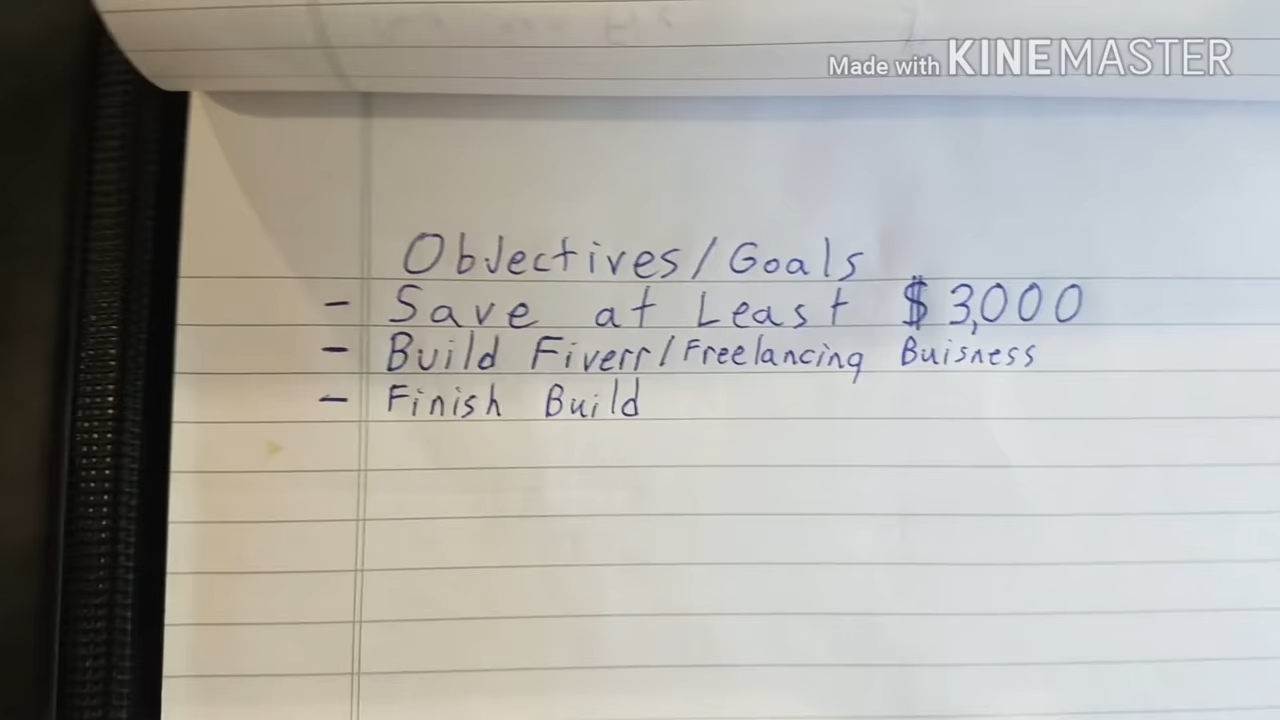 Made with KINEMASTER
Objectives/Goals
- Save at Least $3,000
- Build Fiverr/Freelancing Buisness
- Finish Build